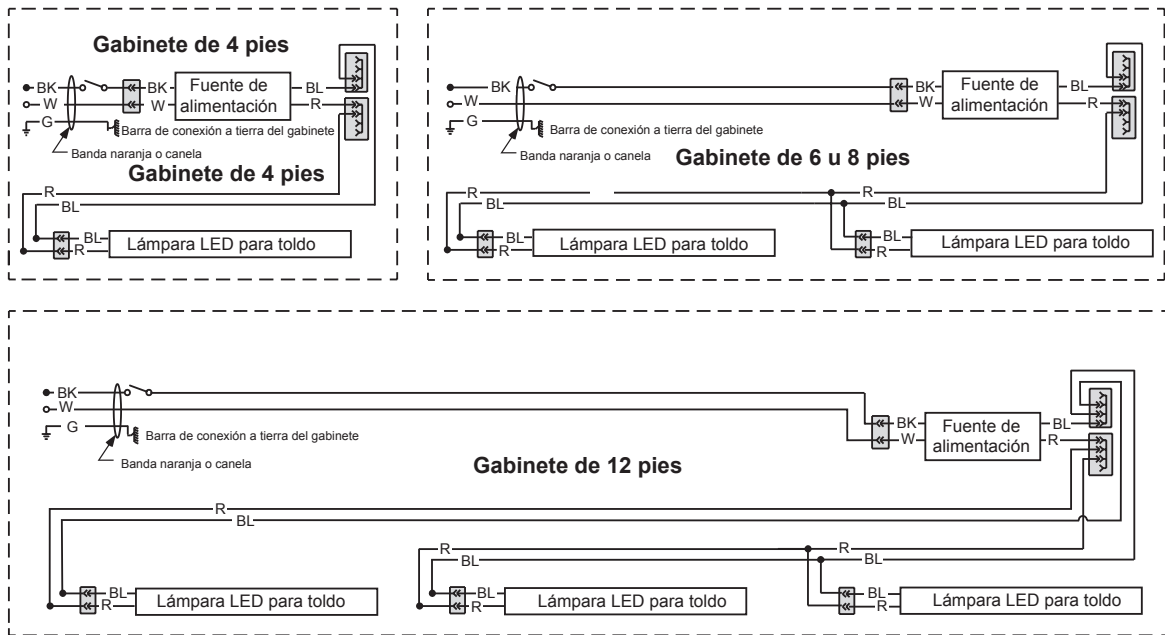 Gabinete de 4 pies
BK
BK
Fuente de
alimentación
BL
W
W
R
G
Barra de conexión a tierra del gabinete
Banda naranja o canela
Gabinete de 4 pies
R
BL
BL
R
Lámpara LED para toldo
BK
BK
Fuente de
alimentación
BL
W
W
R
G
Barra de conexión a tierra del gabinete
Banda naranja o canela
Gabinete de 6 u 8 pies
R
R
BL
BL
BL
R
Lámpara LED para toldo
BL
R
Lámpara LED para toldo
BK
W
G
Barra de conexión a tierra del gabinete
Banda naranja o canela
BK
W
Fuente de
alimentación
BL
R
Gabinete de 12 pies
R
BL
R
R
BL
BL
BL
R
Lámpara LED para toldo
BL
R
Lámpara LED para toldo
BL
R
Lámpara LED para toldo